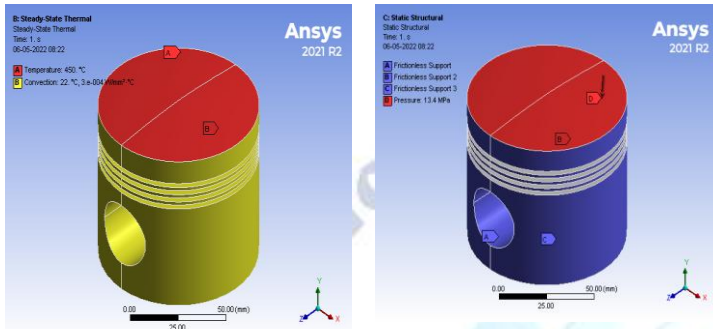 B: Steady-State Thermal
Steady-State Thermal
Time: 1. s
06-05-2022 08:22
Ansys
2021 R2
A Temperature: 450. °C
B Convection: 22. °C, 3.e-004 W/mm² °C
A
B
Y
Z
X
0.00
50.00 (mm)
25.00
C: Static Structural
Static Structural
Time: 1. s
06-05-2022 08:22
Ansys
2021 R2
A Frictionless Support
B Frictionless Support 2
C Frictionless Support 3
D Pressure: 13.4 MPa
D
B
A
C
Y
Z
X
0.00
50.00 (mm)
25.00